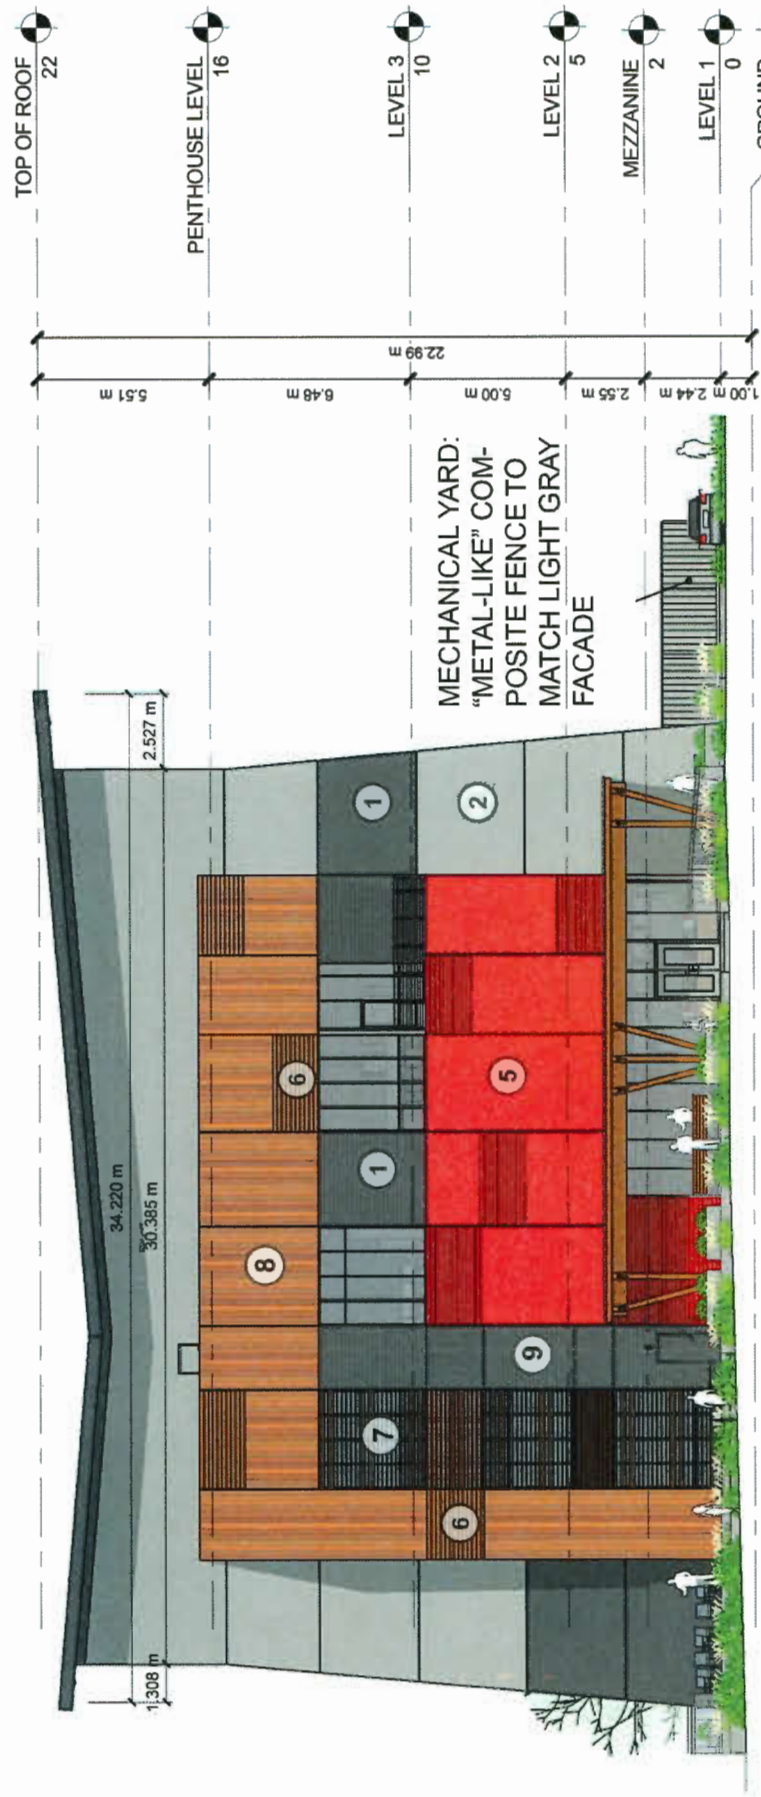 TOP OF ROOF
22
PENTHOUSE LEVEL
16
LEVEL 3
10
LEVEL 2
5
MEZZANINE
2
LEVEL 1
0
22.99 m
5.51 m
6.48 m
5.00 m
2.55 m
2.44 m
1.00 m
MECHANICAL YARD:
"METAL-LIKE" COM-
POSITE FENCE TO
MATCH LIGHT GRAY
FACADE
1.308 m
34.220 m
30.385 m
2.527 m
8
6
1
1
2
7
5
9
6